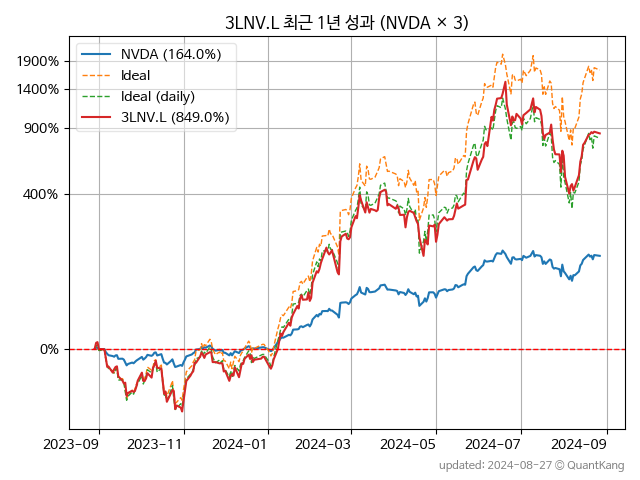 3LNV.L 최근 1년 성과 (NVDA × 3)
NVDA (164.0%)
Ideal
Ideal (daily)
3LNV.L (849.0%)
1900%
1400%
900%
400%
0%
2023-09 2023-11 2024-01 2024-03 2024-05 2024-07 2024-09
updated: 2024-08-27 © QuantKang